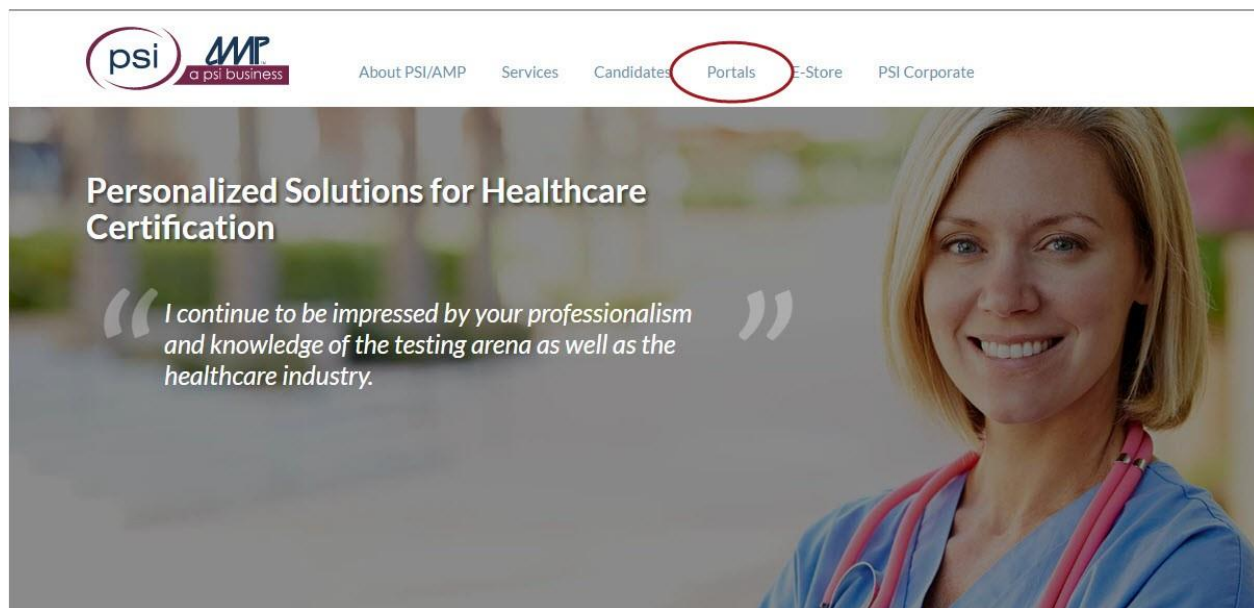 psi
AMP
a psi business
About PSI/AMP Services Candidates Portals E-Store PSI Corporate
Personalized Solutions for Healthcare
Certification
“ I continue to be impressed by your professionalism ”
and knowledge of the testing arena as well as the
healthcare industry.